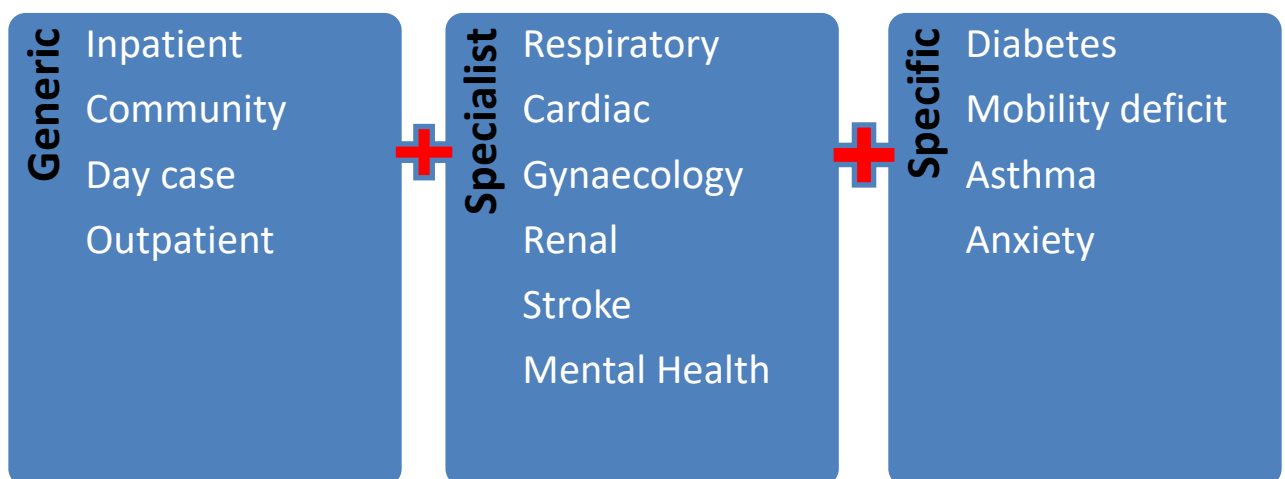 Generic
Inpatient
Community
Day case
Outpatient
Specialist
Respiratory
Cardiac
Gynaecology
Renal
Stroke
Mental Health
Specific
Diabetes
Mobility deficit
Asthma
Anxiety